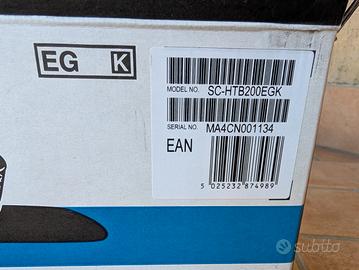 EG K
MODEL NO. SC-HTB200EGK
SERIAL NO. MA4CN001134
EAN
5 025232 874989
subito